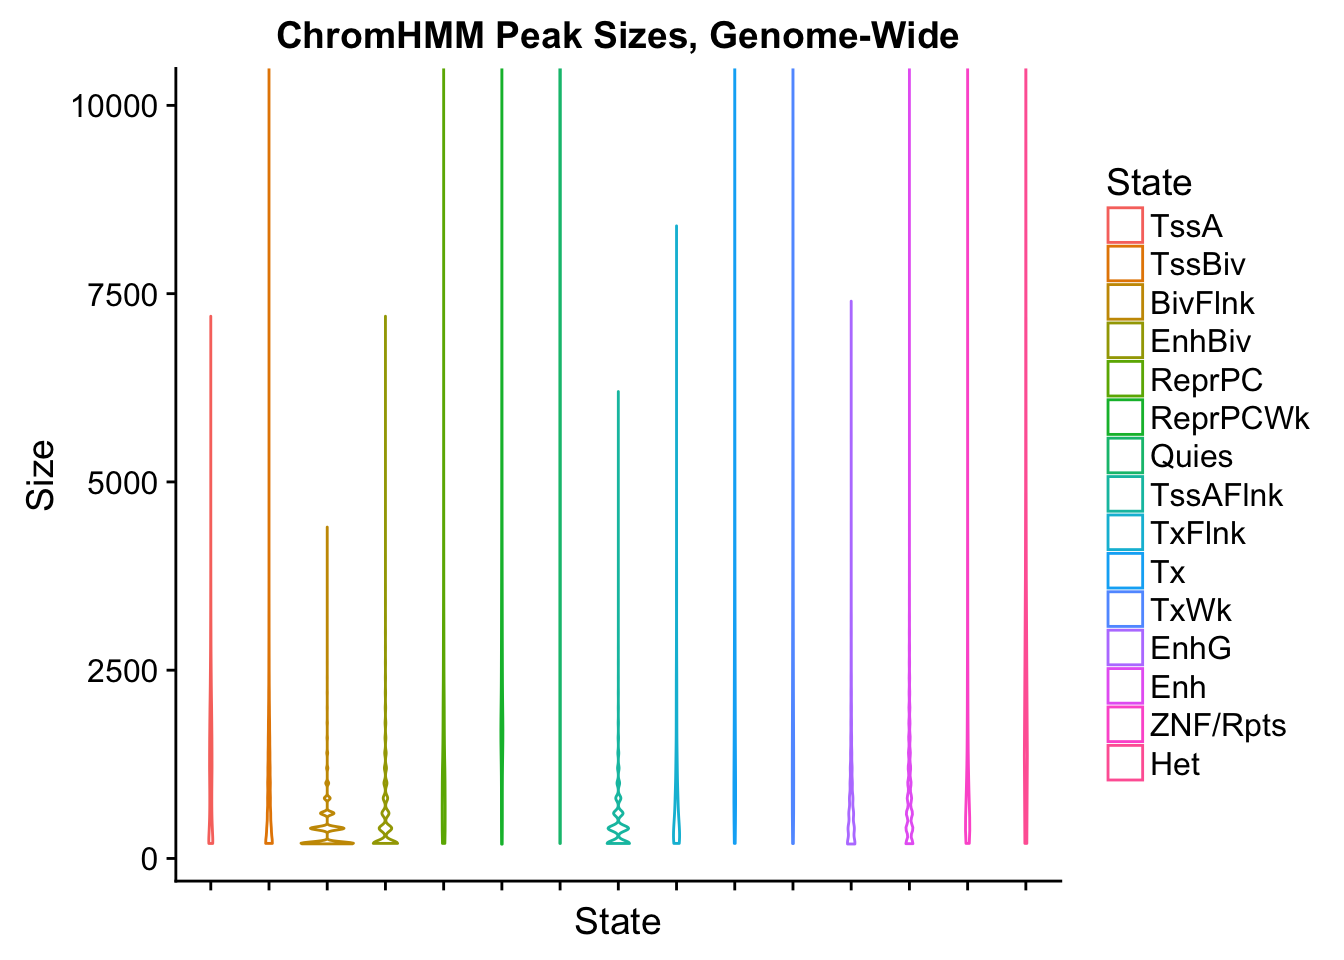 ChromHMM Peak Sizes, Genome-Wide
10000
7500
5000
2500
0
Size
State
State
TssA
TssBiv
BivFlnk
EnhBiv
ReprPC
ReprPCWk
Quies
TssAFlnk
TxFlnk
Tx
TxWk
EnhG
Enh
ZNF/Rpts
Het